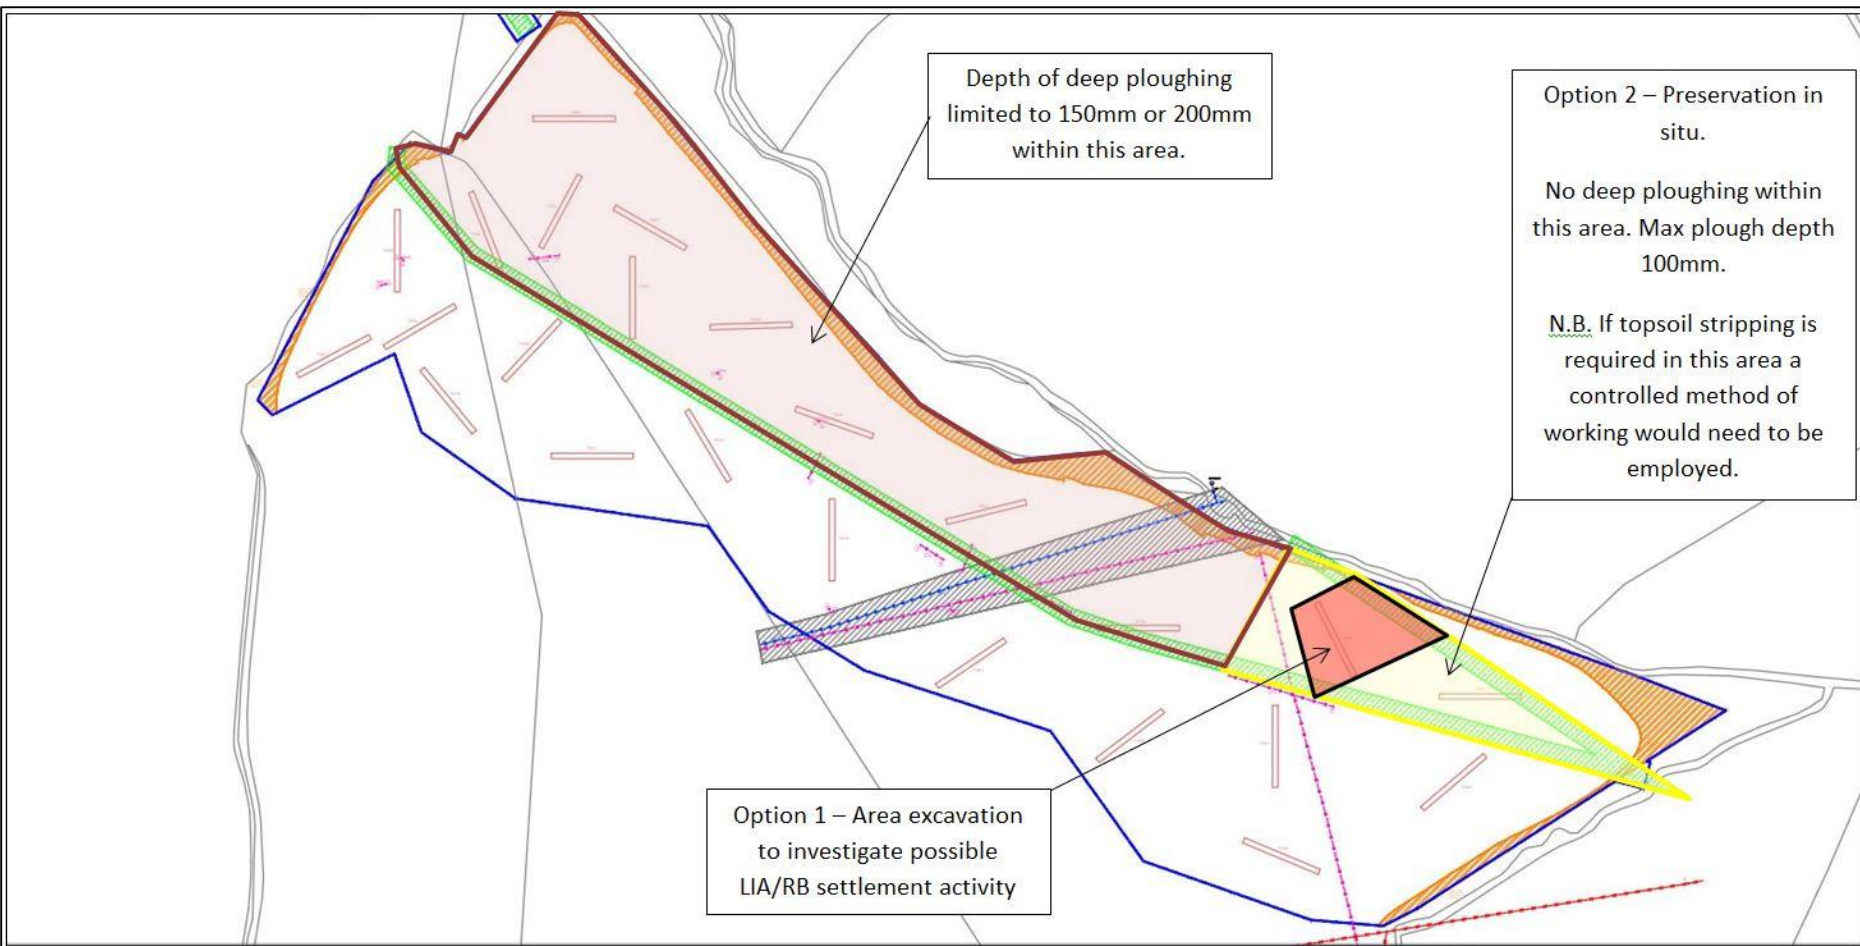 Depth of deep ploughing
limited to 150mm or 200mm
within this area.
Option 2 – Preservation in
situ.
No deep ploughing within
this area. Max plough depth
100mm.
N.B. If topsoil stripping is
required in this area a
controlled method of
working would need to be
employed.
Option 1 – Area excavation
to investigate possible
LIA/RB settlement activity